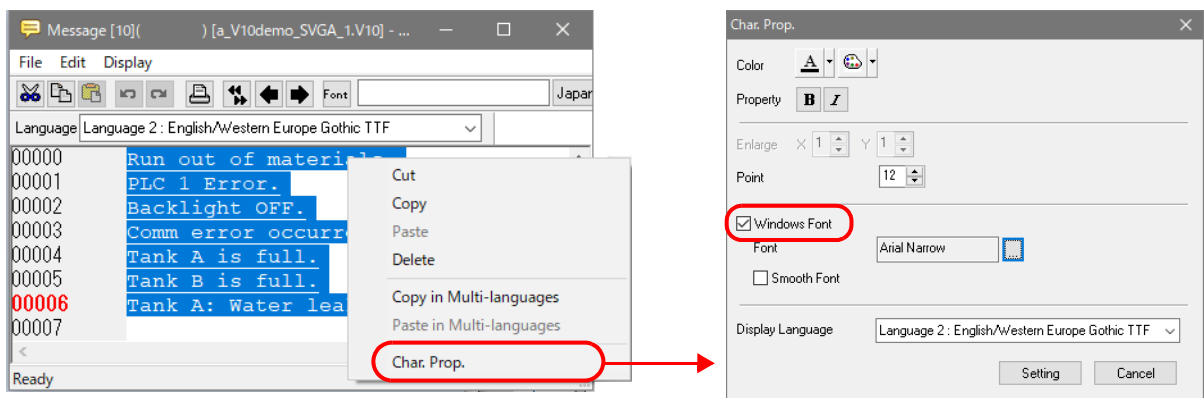 Message [10]( ) [a_V10demo_SVGA_1.V10] - ...
File Edit Display
Font
Japar
Language Language 2 : English/Western Europe Gothic TTF
00000 Run out of materials.
00001 PLC 1 Error.
00002 Backlight OFF.
00003 Comm error occurr
00004 Tank A is full.
00005 Tank B is full.
00006 Tank A: Water lea
00007
Ready
Cut
Copy
Paste
Delete
Copy in Multi-languages
Paste in Multi-languages
Char. Prop.
Char. Prop.
Color A
Property B I
Enlarge X 1 Y 1
Point 12
Windows Font
Font Arial Narrow ...
Smooth Font
Display Language Language 2 : English/Western Europe Gothic TTF
Setting Cancel